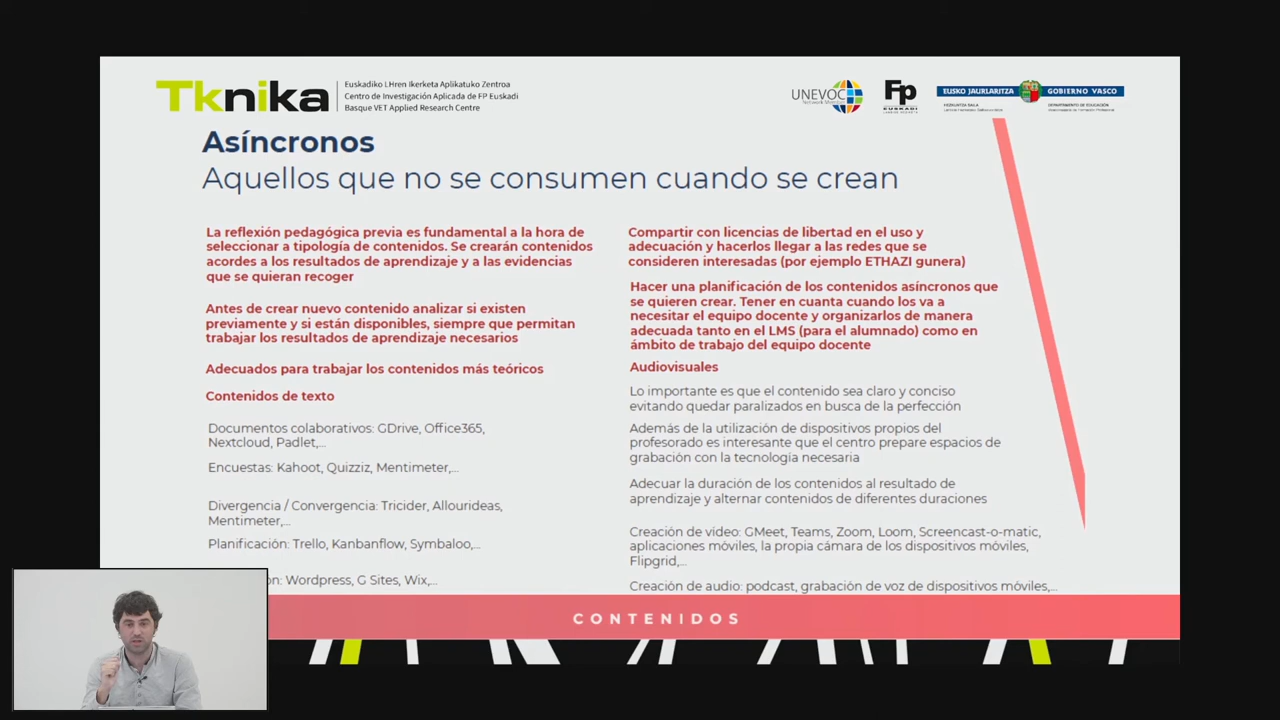 Tknika
Euskadiko LHren Ikerketa Aplikatuko Zentroa
Centro de Investigación Aplicada de FP Euskadi
Basque VET Applied Research Centre
UNEVOC
Network Member
Fp
EUSKADI
EUSKO JAURLARITZA
GOBIERNO VASCO
HEZKUNTZA SAILA
DEPARTAMENTO DE EDUCACIÓN
Asíncronos
Aquellos que no se consumen cuando se crean
La reflexión pedagógica previa es fundamental a la hora de
seleccionar a tipología de contenidos. Se crearán contenidos
acordes a los resultados de aprendizaje y a las evidencias
que se quieran recoger
Antes de crear nuevo contenido analizar si existen
previamente y si están disponibles, siempre que permitan
trabajar los resultados de aprendizaje necesarios
Adecuados para trabajar los contenidos más teóricos
Contenidos de texto
Documentos colaborativos: GDrive, Office365,
Nextcloud, Padlet,...
Encuestas: Kahoot, Quizziz, Mentimeter,...
Divergencia / Convergencia: Tricider, Allourideas,
Mentimeter,...
Planificación: Trello, Kanbanflow, Symbaloo,...
on: Wordpress, G Sites, Wix,...
Compartir con licencias de libertad en el uso y
adecuación y hacerlos llegar a las redes que se
consideren interesadas (por ejemplo ETHAZI gunera)
Hacer una planificación de los contenidos asíncronos que
se quieren crear. Tener en cuanta cuando los va a
necesitar el equipo docente y organizarlos de manera
adecuada tanto en el LMS (para el alumnado) como en
ámbito de trabajo del equipo docente
Audiovisuales
Lo importante es que el contenido sea claro y conciso
evitando quedar paralizados en busca de la perfección
Además de la utilización de dispositivos propios del
profesorado es interesante que el centro prepare espacios de
grabación con la tecnología necesaria
Adecuar la duración de los contenidos al resultado de
aprendizaje y alternar contenidos de diferentes duraciones
Creación de vídeo: GMeet, Teams, Zoom, Loom, Screencast-o-matic,
aplicaciones móviles, la propia cámara de los dispositivos móviles,
Flipgrid,...
Creación de audio: podcast, grabación de voz de dispositivos móviles,...
CONTENIDOS